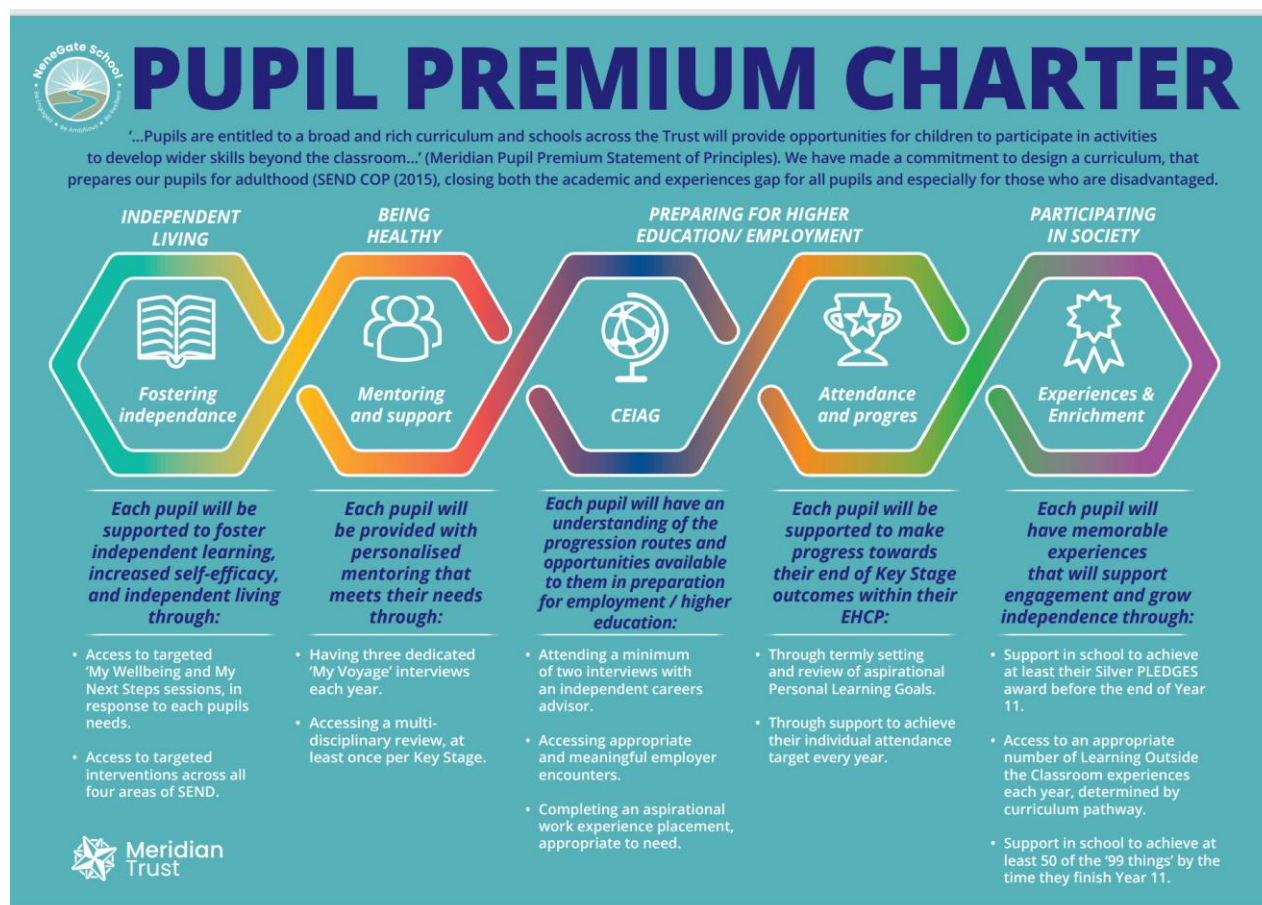 NeneGate School
Be Engaged • Be Ambitious • Be Resilient
PUPIL PREMIUM CHARTER
'...Pupils are entitled to a broad and rich curriculum and schools across the Trust will provide opportunities for children to participate in activities
to develop wider skills beyond the classroom...' (Meridian Pupil Premium Statement of Principles). We have made a commitment to design a curriculum, that
prepares our pupils for adulthood (SEND COP (2015), closing both the academic and experiences gap for all pupils and especially for those who are disadvantaged.
INDEPENDENT
LIVING
BEING
HEALTHY
PREPARING FOR HIGHER
EDUCATION/ EMPLOYMENT
PARTICIPATING
IN SOCIETY
Fostering
independance
Mentoring
and support
CEIAG
Attendance
and progres
Experiences &
Enrichment
Each pupil will be
supported to foster
independent learning,
increased self-efficacy,
and independent living
through:
• Access to targeted
'My Wellbeing and My
Next Steps sessions, in
response to each pupils
needs.
• Access to targeted
interventions across all
four areas of SEND.
Each pupil will
be provided with
personalised
mentoring that
meets their needs
through:
• Having three dedicated
'My Voyage' interviews
each year.
• Accessing a multi-
disciplinary review, at
least once per Key Stage.
Each pupil will have an
understanding of the
progression routes and
opportunities available
to them in preparation
for employment / higher
education:
• Attending a minimum
of two interviews with
an independent careers
advisor.
• Accessing appropriate
and meaningful employer
encounters.
• Completing an aspirational
work experience placement,
appropriate to need.
Each pupil will be
supported to make
progress towards
their end of Key Stage
outcomes within their
EHCP:
• Through termly setting
and review of aspirational
Personal Learning Goals.
• Through support to achieve
their individual attendance
target every year.
Each pupil will
have memorable
experiences
that will support
engagement and grow
independence through:
• Support in school to achieve
at least their Silver PLEDGES
award before the end of Year
11.
• Access to an appropriate
number of Learning Outside
the Classroom experiences
each year, determined by
curriculum pathway.
• Support in school to achieve at
least 50 of the '99 things' by the
time they finish Year 11.
Meridian
Trust